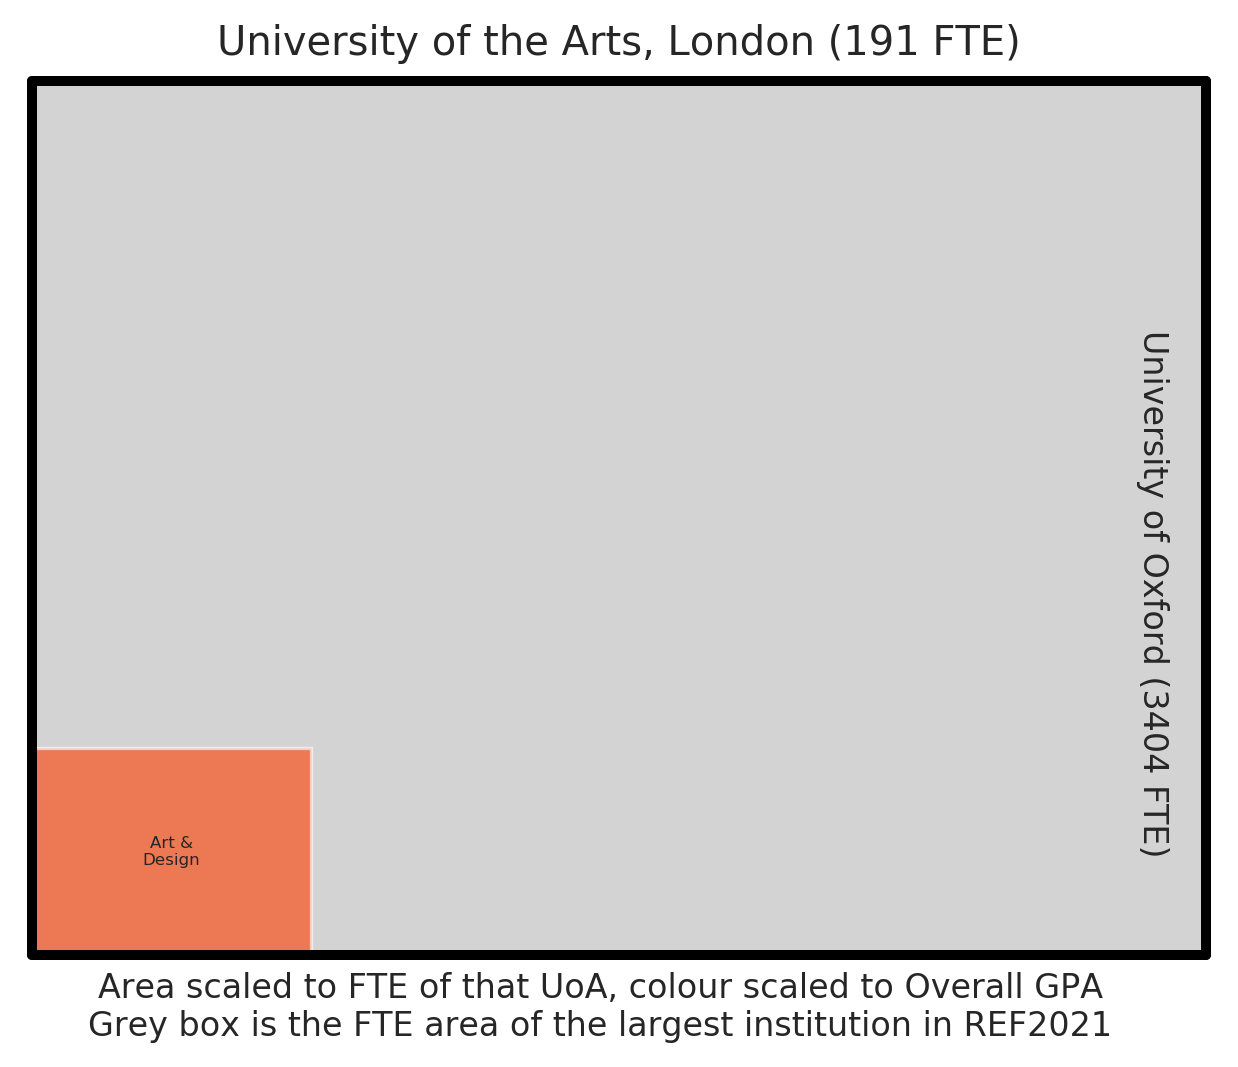 University of the Arts, London (191 FTE)
University of Oxford (3404 FTE)
Art &
Design
Area scaled to FTE of that UoA, colour scaled to Overall GPA
Grey box is the FTE area of the largest institution in REF2021